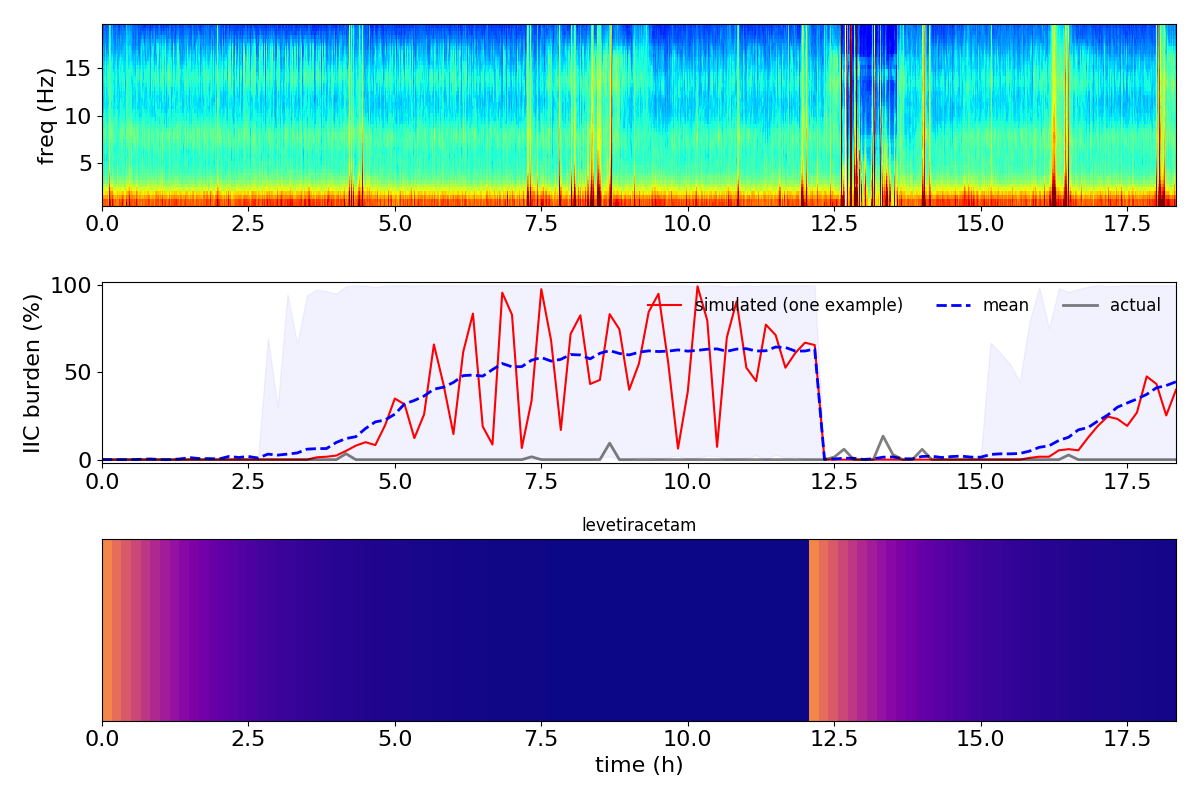 freq (Hz)
15
10
5
0.0 2.5 5.0 7.5 10.0 12.5 15.0 17.5
IIC burden (%)
100
50
0
simulated (one example) mean actual
0.0 2.5 5.0 7.5 10.0 12.5 15.0 17.5
levetiracetam
0.0 2.5 5.0 7.5 10.0 12.5 15.0 17.5
time (h)